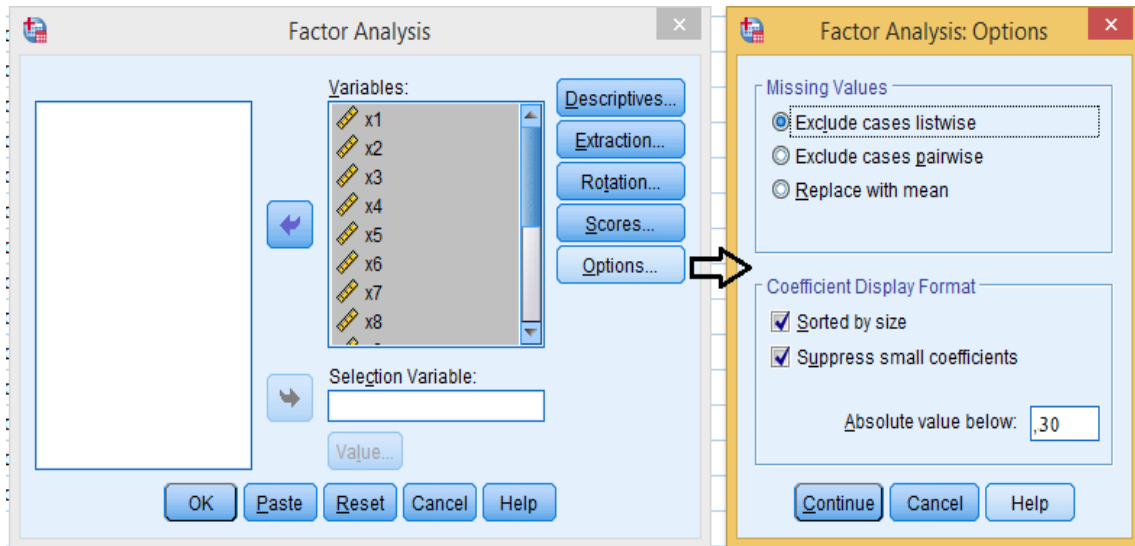 Factor Analysis
Variables:
x1
x2
x3
x4
x5
x6
x7
x8
Descriptives...
Extraction...
Rotation...
Scores...
Options...
Selection Variable:
Value...
OK Paste Reset Cancel Help
Factor Analysis: Options
Missing Values
Exclude cases listwise
Exclude cases pairwise
Replace with mean
Coefficient Display Format
Sorted by size
Suppress small coefficients
Absolute value below: ,30
Continue Cancel Help